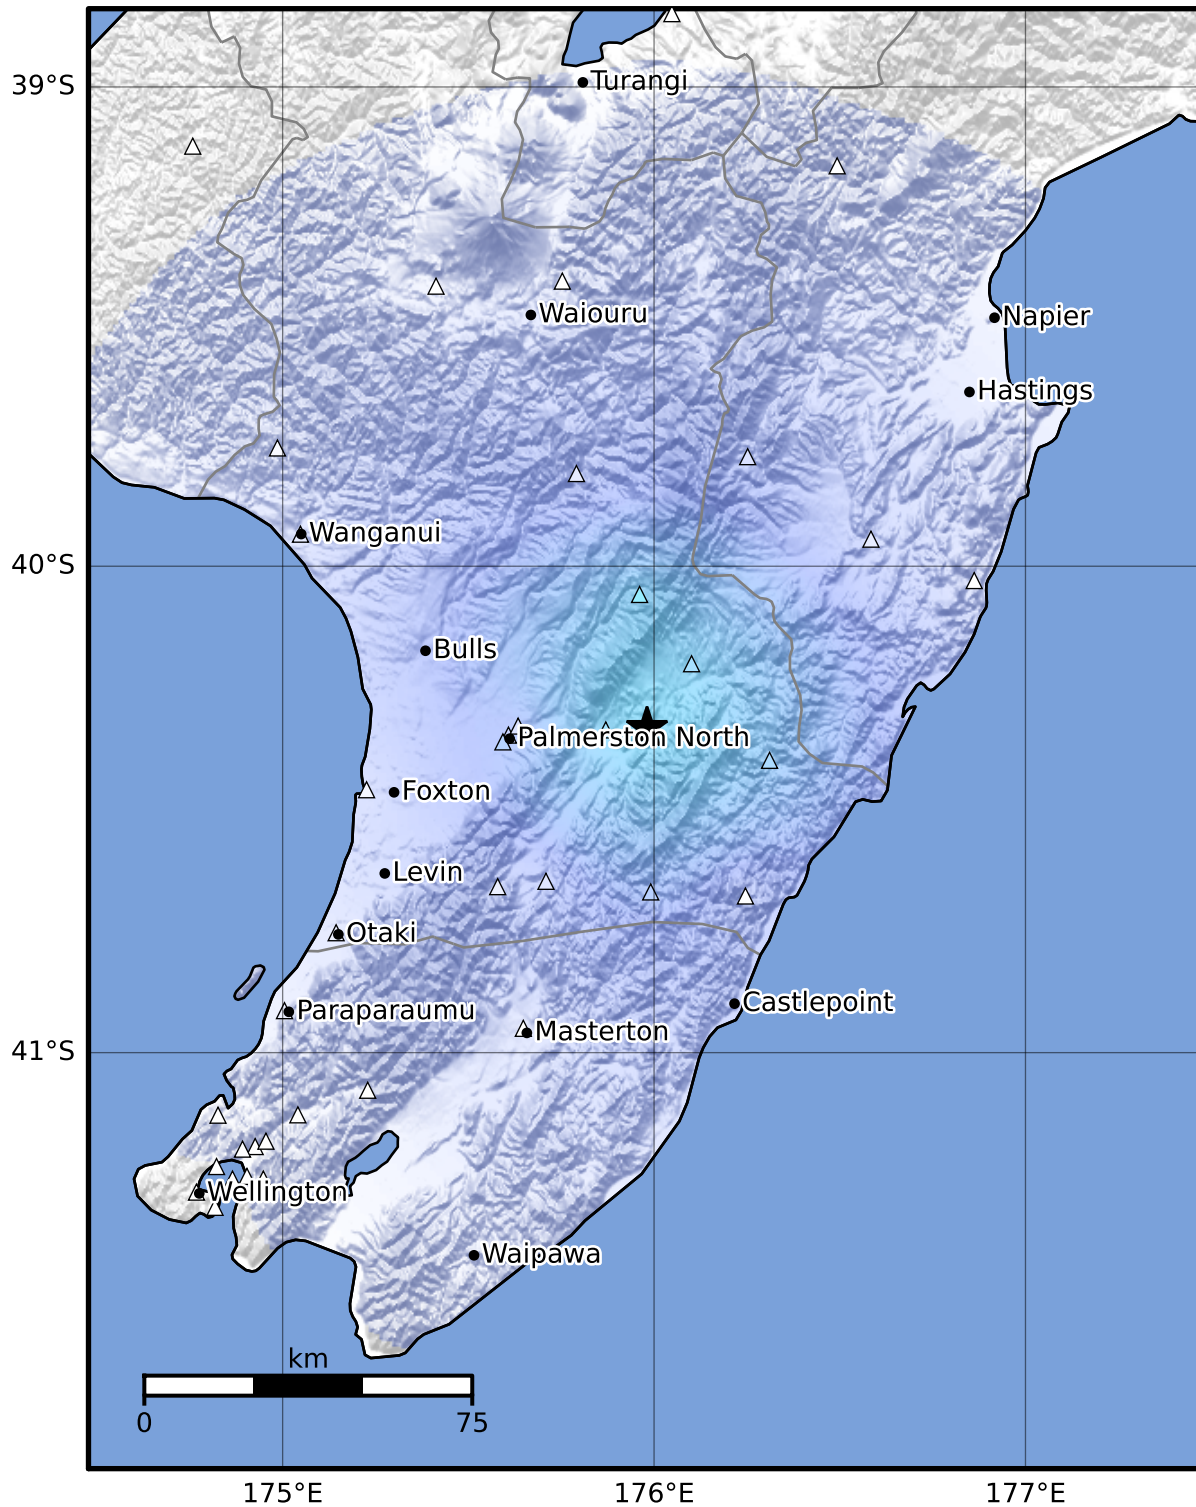 Turangi
39°S
Waiouru
Napier
Hastings
Wanganui
40°S
Bulls
Palmerston North
Foxton
Levin
Otaki
Castlepoint
Paraparaumu
Masterton
41°S
Wellington
Waipawa
km
0 75
175°E 176°E 177°E